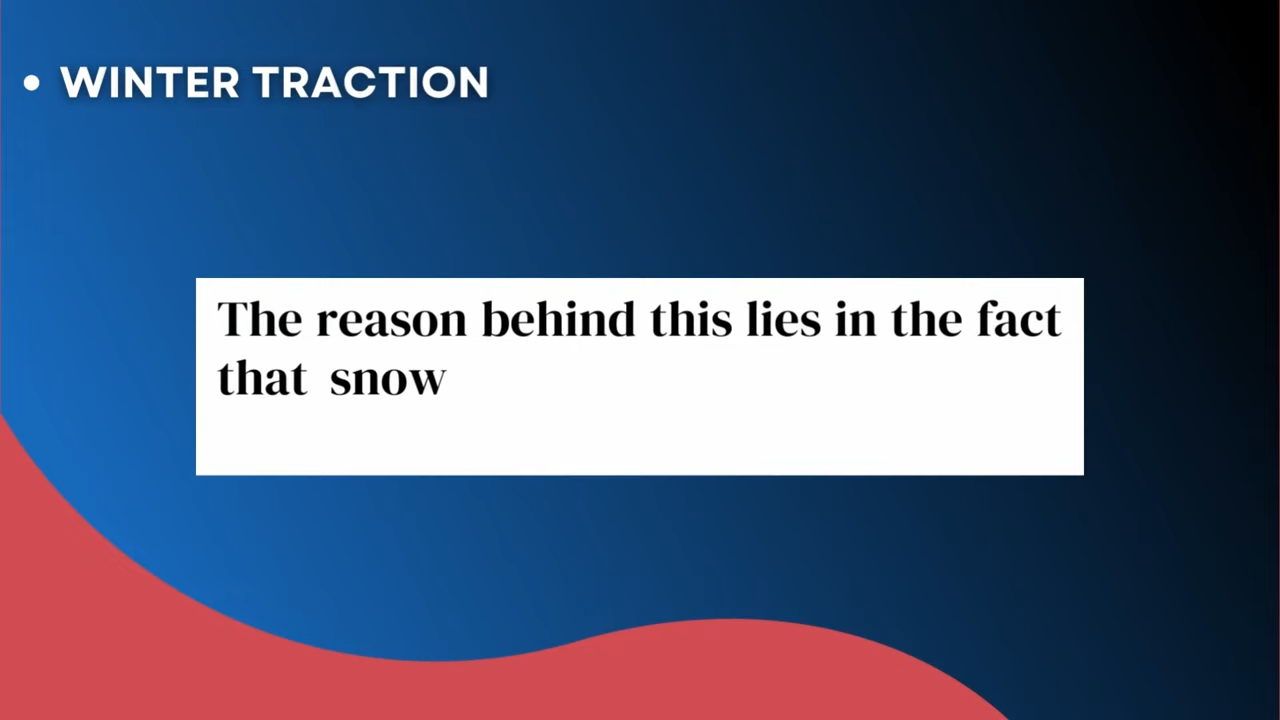 • WINTER TRACTION
The reason behind this lies in the fact
that snow